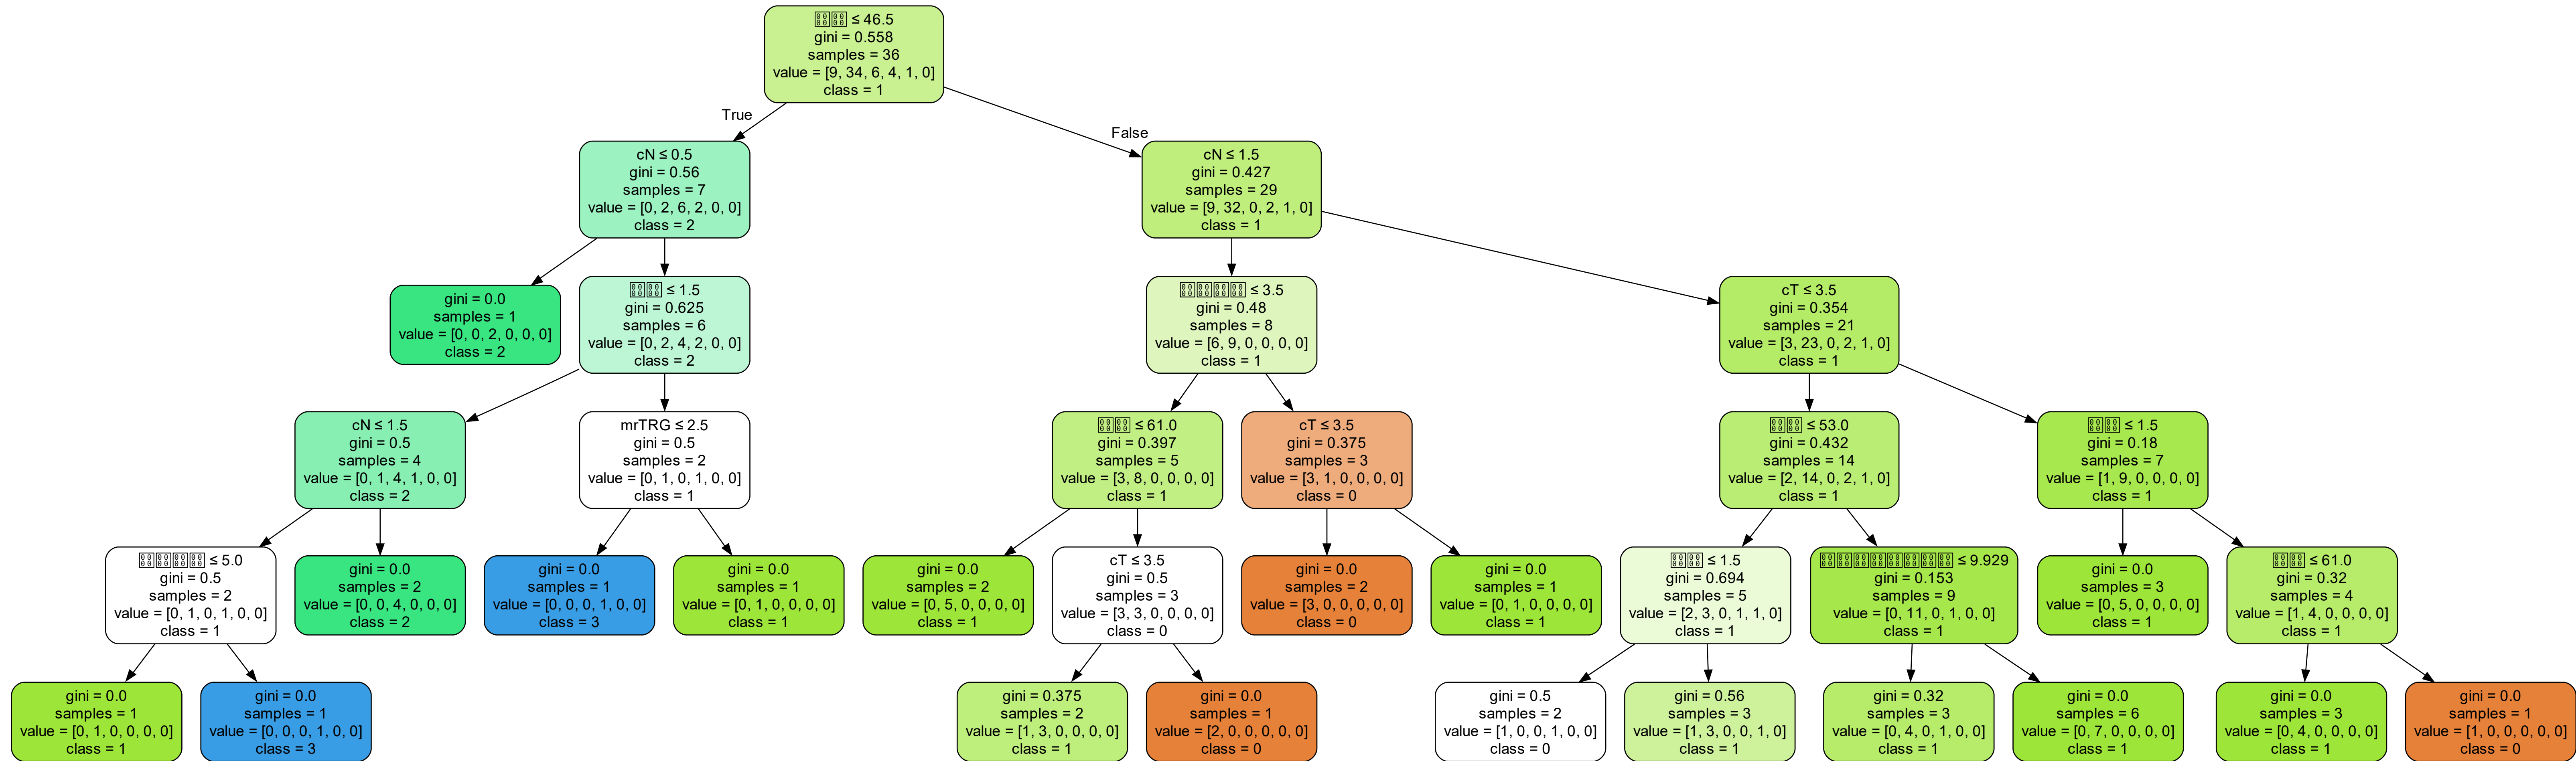 ≤ 46.5
gini = 0.558
samples = 36
value = [9, 34, 6, 4, 1, 0]
class = 1
True
False
cN ≤ 0.5
gini = 0.56
samples = 7
value = [0, 2, 6, 2, 0, 0]
class = 2
cN ≤ 1.5
gini = 0.427
samples = 29
value = [9, 32, 0, 2, 1, 0]
class = 1
gini = 0.0
samples = 1
value = [0, 0, 2, 0, 0, 0]
class = 2
≤ 1.5
gini = 0.625
samples = 6
value = [0, 2, 4, 2, 0, 0]
class = 2
≤ 3.5
gini = 0.48
samples = 8
value = [6, 9, 0, 0, 0, 0]
class = 1
cT ≤ 3.5
gini = 0.354
samples = 21
value = [3, 23, 0, 2, 1, 0]
class = 1
cN ≤ 1.5
gini = 0.5
samples = 4
value = [0, 1, 4, 1, 0, 0]
class = 2
mrTRG ≤ 2.5
gini = 0.5
samples = 2
value = [0, 1, 0, 1, 0, 0]
class = 1
≤ 61.0
gini = 0.397
samples = 5
value = [3, 8, 0, 0, 0, 0]
class = 1
cT ≤ 3.5
gini = 0.375
samples = 3
value = [3, 1, 0, 0, 0, 0]
class = 0
≤ 53.0
gini = 0.432
samples = 14
value = [2, 14, 0, 2, 1, 0]
class = 1
≤ 1.5
gini = 0.18
samples = 7
value = [1, 9, 0, 0, 0, 0]
class = 1
≤ 5.0
gini = 0.5
samples = 2
value = [0, 1, 0, 1, 0, 0]
class = 1
gini = 0.0
samples = 2
value = [0, 0, 4, 0, 0, 0]
class = 2
gini = 0.0
samples = 1
value = [0, 0, 0, 1, 0, 0]
class = 3
gini = 0.0
samples = 1
value = [0, 1, 0, 0, 0, 0]
class = 1
gini = 0.0
samples = 2
value = [0, 5, 0, 0, 0, 0]
class = 1
cT ≤ 3.5
gini = 0.5
samples = 3
value = [3, 3, 0, 0, 0, 0]
class = 0
gini = 0.0
samples = 2
value = [3, 0, 0, 0, 0, 0]
class = 0
gini = 0.0
samples = 1
value = [0, 1, 0, 0, 0, 0]
class = 1
≤ 1.5
gini = 0.694
samples = 5
value = [2, 3, 0, 1, 1, 0]
class = 1
≤ 9.929
gini = 0.153
samples = 9
value = [0, 11, 0, 1, 0, 0]
class = 1
gini = 0.0
samples = 3
value = [0, 5, 0, 0, 0, 0]
class = 1
≤ 61.0
gini = 0.32
samples = 4
value = [1, 4, 0, 0, 0, 0]
class = 1
gini = 0.0
samples = 1
value = [0, 1, 0, 0, 0, 0]
class = 1
gini = 0.0
samples = 1
value = [0, 0, 0, 1, 0, 0]
class = 3
gini = 0.375
samples = 2
value = [1, 3, 0, 0, 0, 0]
class = 1
gini = 0.0
samples = 1
value = [2, 0, 0, 0, 0, 0]
class = 0
gini = 0.5
samples = 2
value = [1, 0, 0, 1, 0, 0]
class = 0
gini = 0.56
samples = 3
value = [1, 3, 0, 0, 1, 0]
class = 1
gini = 0.32
samples = 3
value = [0, 4, 0, 1, 0, 0]
class = 1
gini = 0.0
samples = 6
value = [0, 7, 0, 0, 0, 0]
class = 1
gini = 0.0
samples = 3
value = [0, 4, 0, 0, 0, 0]
class = 1
gini = 0.0
samples = 1
value = [1, 0, 0, 0, 0, 0]
class = 0